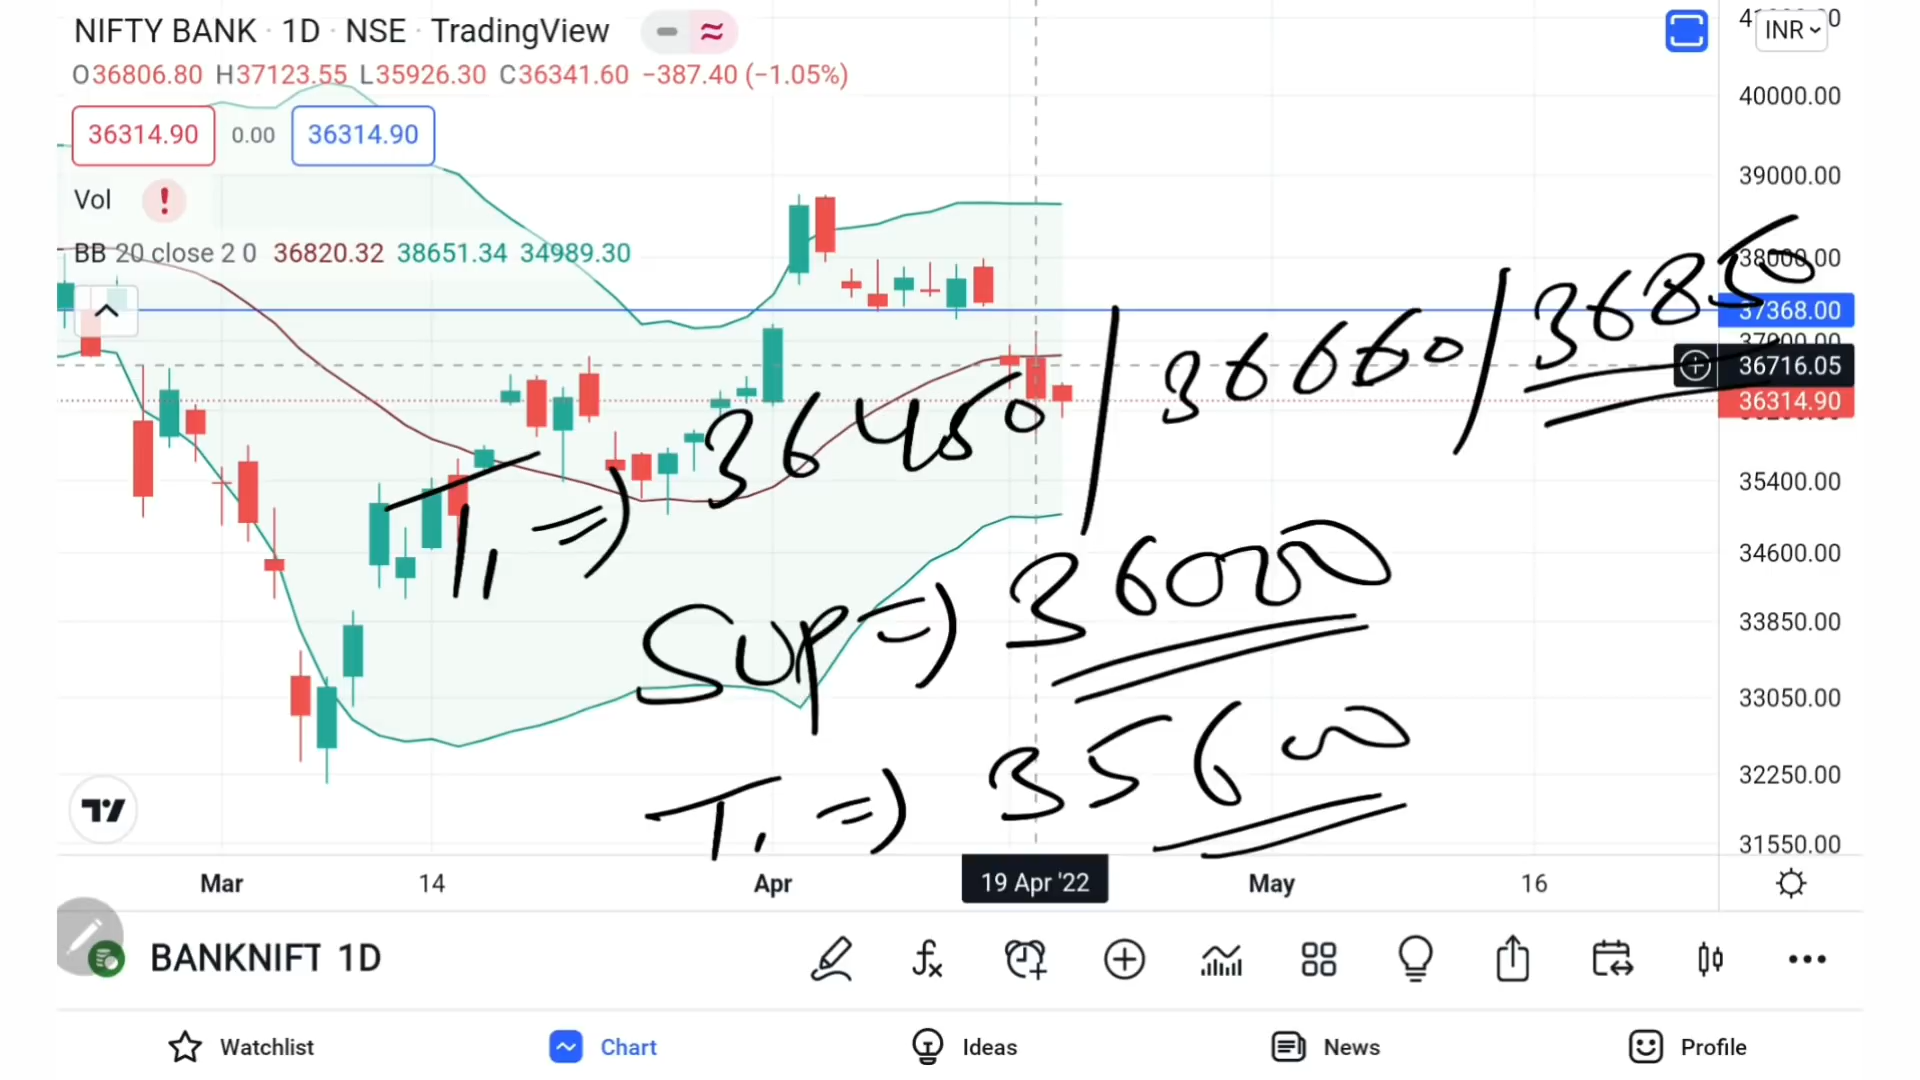 NIFTY BANK · 1D · NSE · TradingView
O36806.80 H37123.55 L35926.30 C36341.60 −387.40 (−1.05%)
36314.90 0.00 36314.90
Vol
BB 20 close 2 0 36820.32 38651.34 34989.30
INR
40000.00
39000.00
38000.00
37368.00
37000.00
36716.05
36314.90
35400.00
34600.00
33850.00
33050.00
32250.00
31550.00
T1 => 36450 / 36660 / 36850
SUP => 36000
T1 => 35600
Mar 14 Apr 19 Apr '22 May 16
BANKNIFT 1D
Watchlist Chart Ideas News Profile